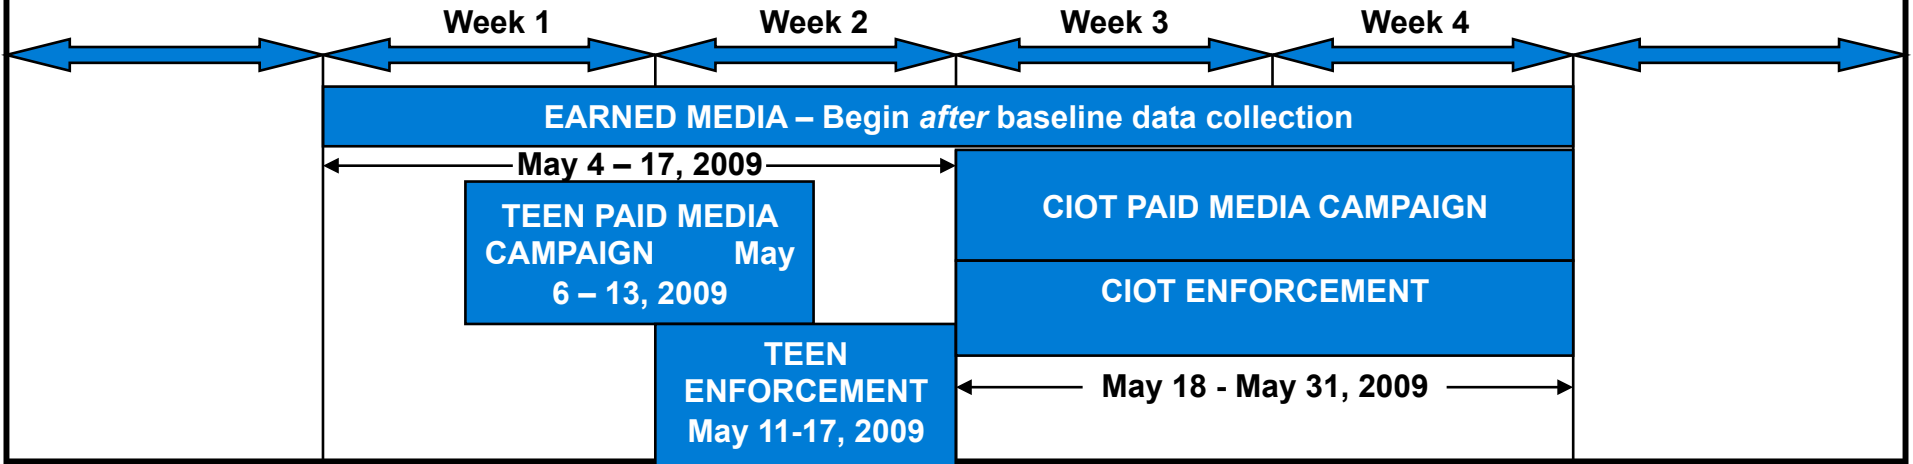 Week 1 Week 2 Week 3 Week 4
EARNED MEDIA – Begin after baseline data collection
May 4 – 17, 2009
TEEN PAID MEDIA
CAMPAIGN May
6 – 13, 2009
CIOT PAID MEDIA CAMPAIGN
CIOT ENFORCEMENT
TEEN
ENFORCEMENT
May 11-17, 2009
May 18 - May 31, 2009